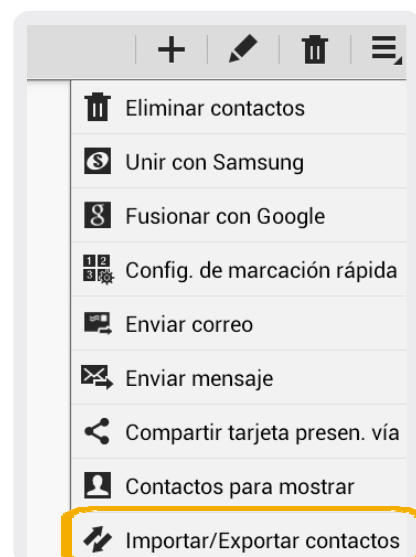 Eliminar contactos
Unir con Samsung
Fusionar con Google
Config. de marcación rápida
Enviar correo
Enviar mensaje
Compartir tarjeta presen. vía
Contactos para mostrar
Importar/Exportar contactos